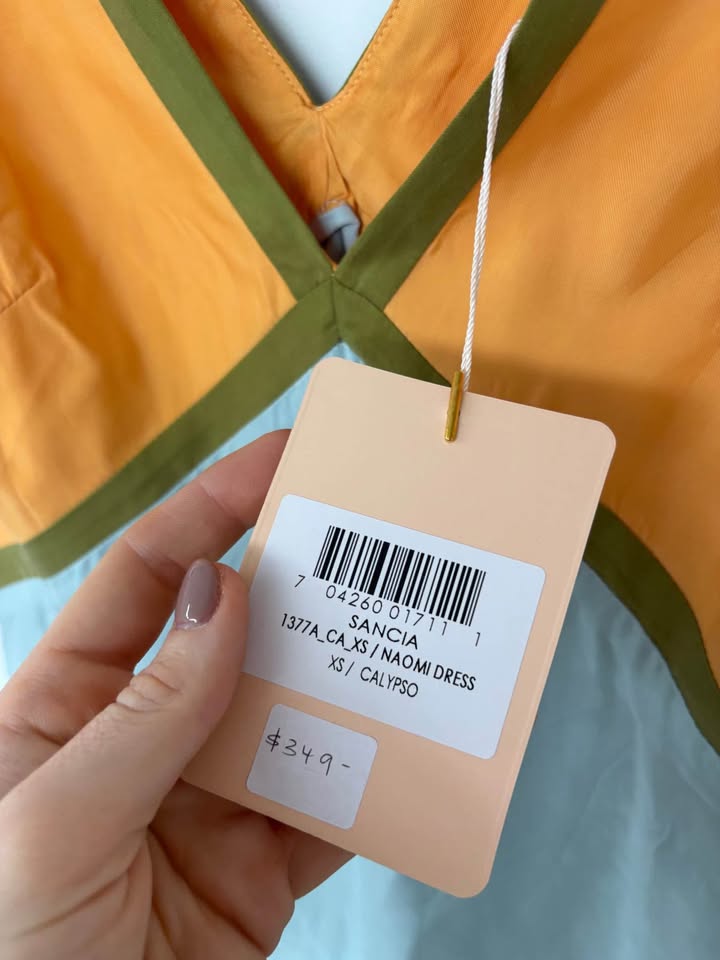 7 04260 01711 1
SANCIA
1377A_CA_XS / NAOMI DRESS
XS / CALYPSO
$349-